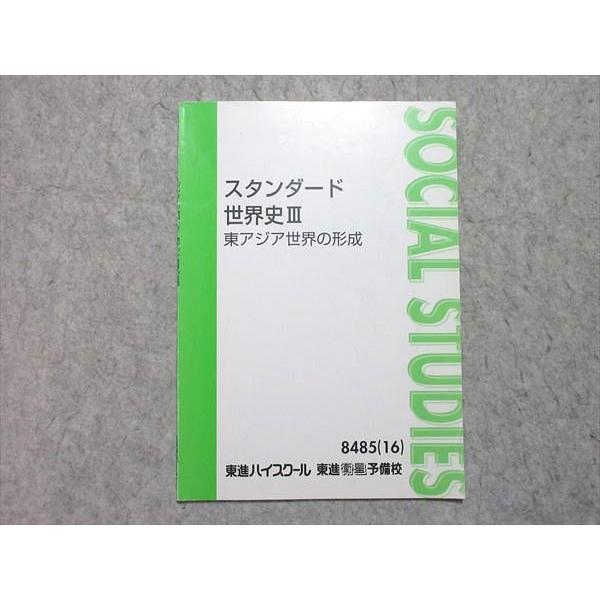 スタンダード
世界史Ⅲ
東アジア世界の形成
SOCIAL STUDIES
8485(16)
東進ハイスクール 東進衛星予備校